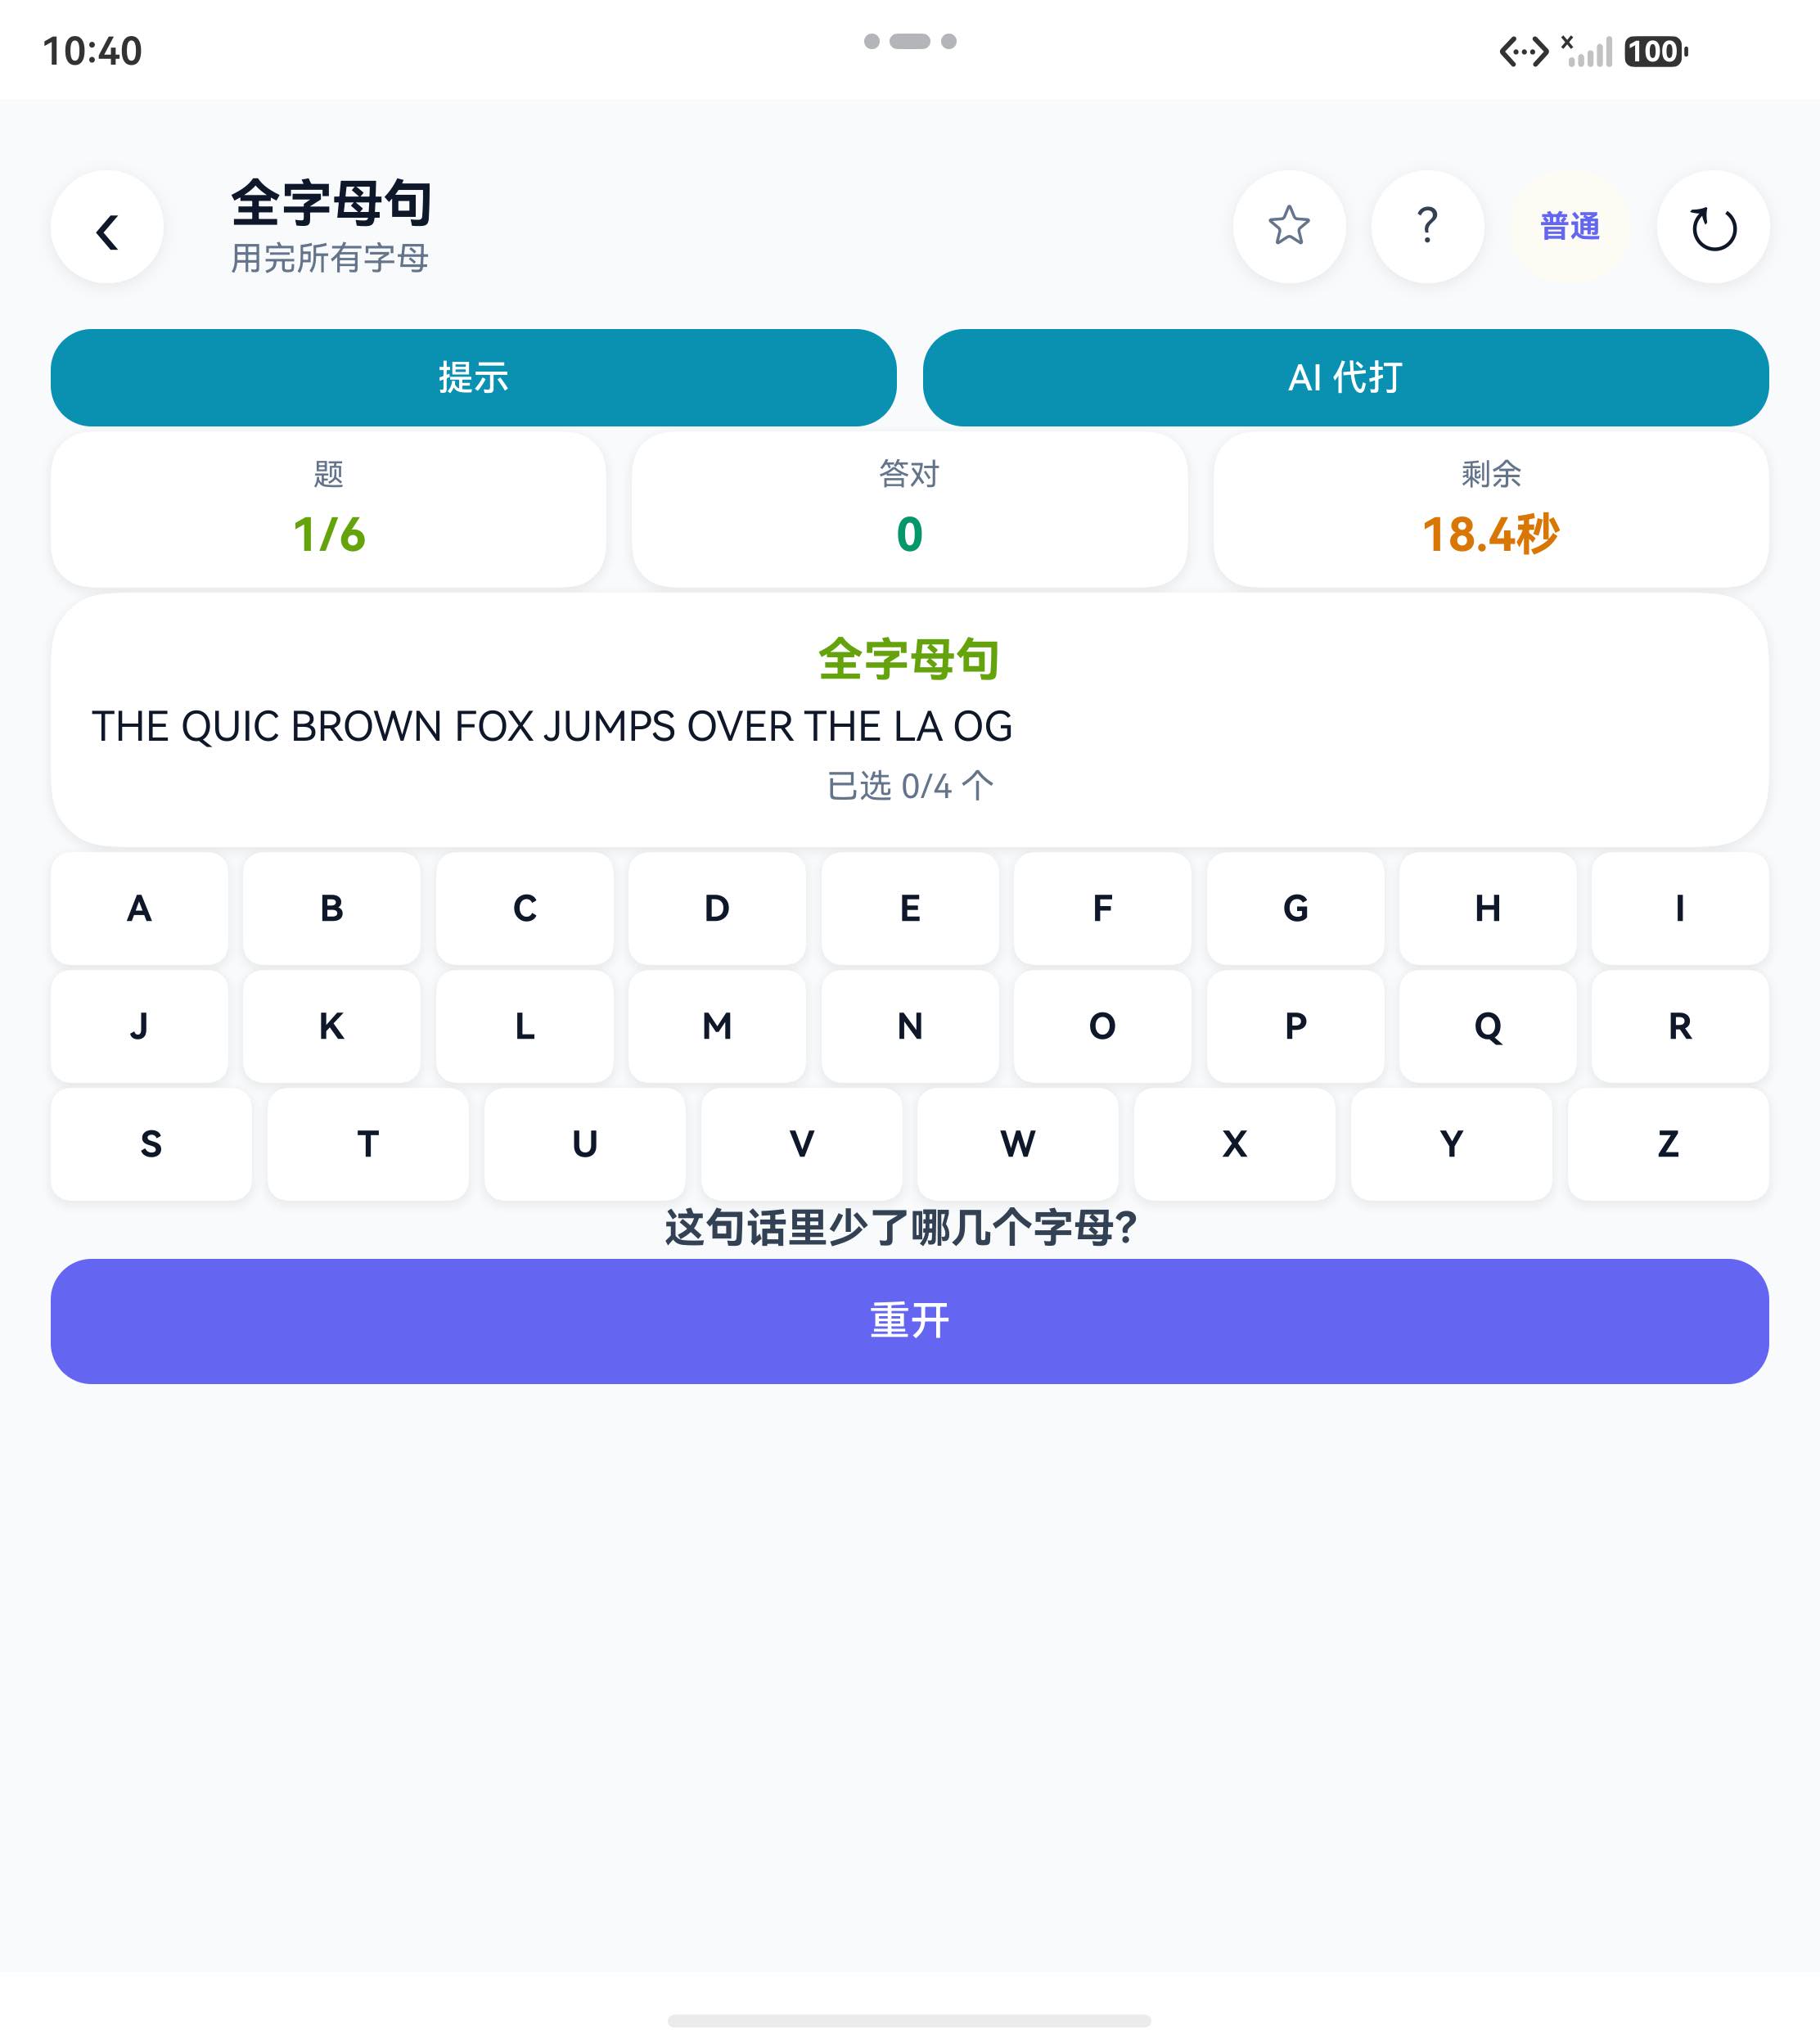 10:40
100
全字母句
用完所有字母
?
普通
提示
AI 代打
题
答对
剩余
1/6
0
18.4秒
全字母句
THE QUIC BROWN FOX JUMPS OVER THE LA OG
已选 0/4 个
A B C D E F G H I
J K L M N O P Q R
S T U V W X Y Z
这句话里少了哪几个字母?
重开